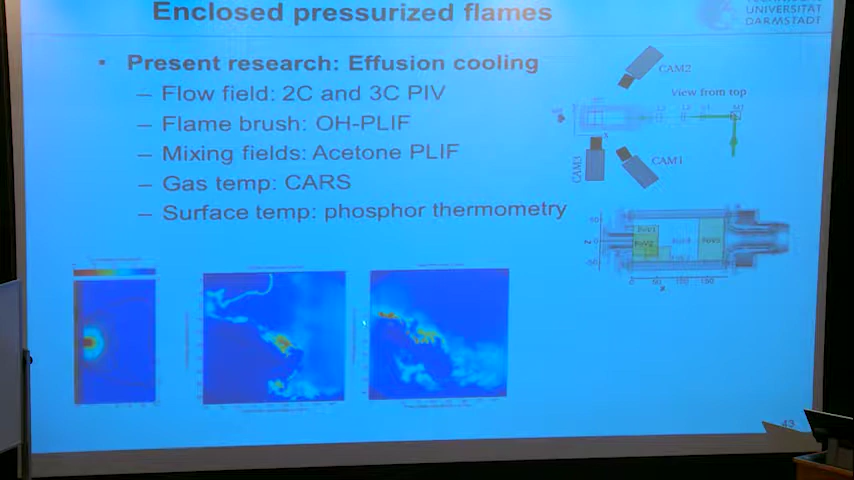 Enclosed pressurized flames
UNIVERSITAT
DARMSTADT
• Present research: Effusion cooling
– Flow field: 2C and 3C PIV
– Flame brush: OH-PLIF
– Mixing fields: Acetone PLIF
– Gas temp: CARS
– Surface temp: phosphor thermometry
CAM2
View from top
CAM3
CAM1
43